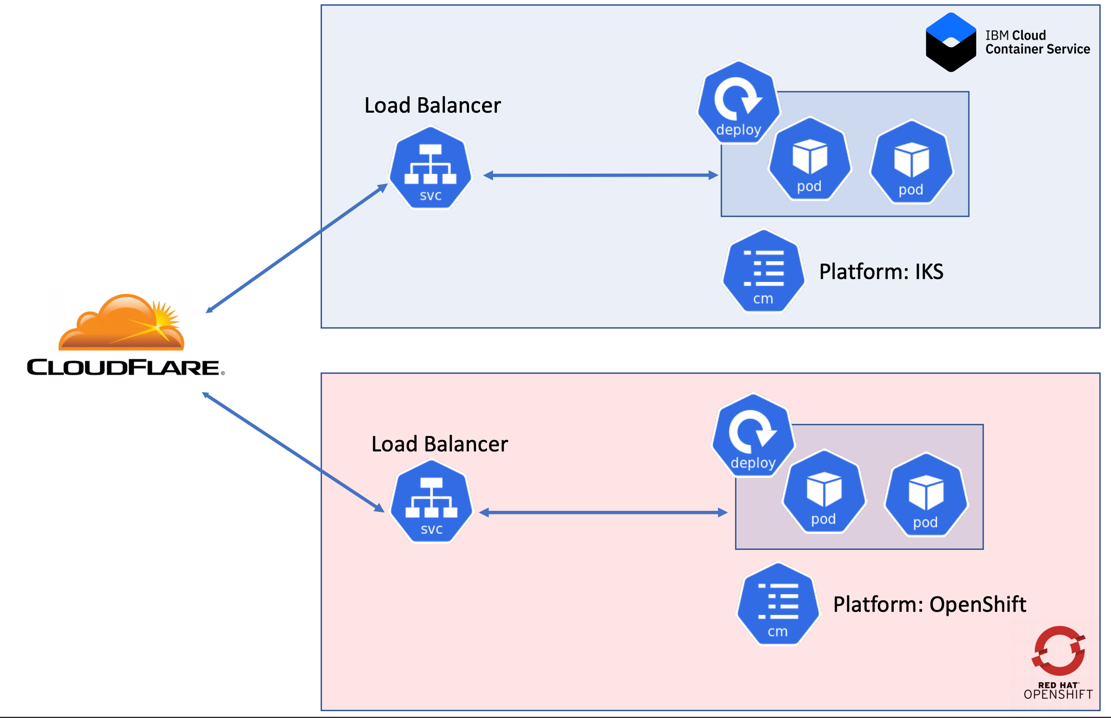 IBM Cloud
Container Service
Load Balancer
deploy
svc
pod
pod
cm
Platform: IKS
CLOUDFLARE.
Load Balancer
deploy
svc
pod
pod
cm
Platform: OpenShift
RED HAT
OPENSHIFT